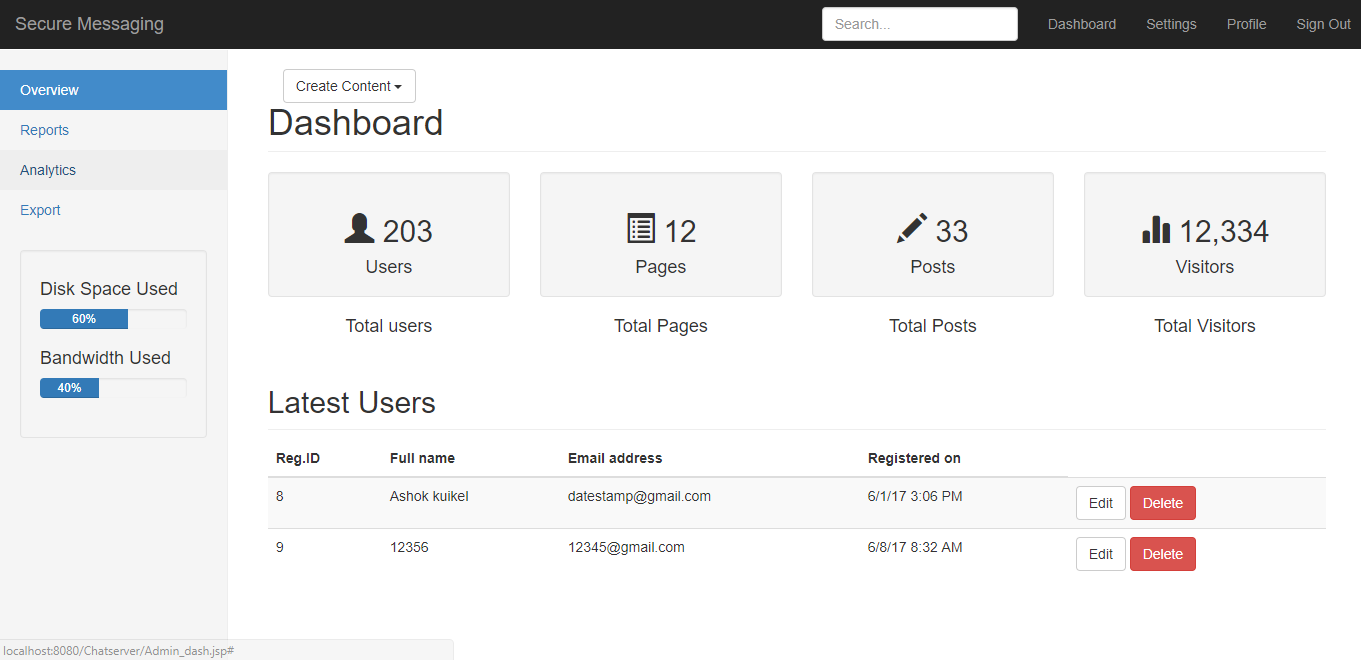 Secure Messaging Search... Dashboard Settings Profile Sign Out
Overview
Reports
Analytics
Export
Disk Space Used
60%
Bandwidth Used
40%
Create Content
Dashboard
203
Users
Total users
12
Pages
Total Pages
33
Posts
Total Posts
12,334
Visitors
Total Visitors
Latest Users
Reg.ID Full name Email address Registered on
8 Ashok kuikel datestamp@gmail.com 6/1/17 3:06 PM Edit Delete
9 12356 12345@gmail.com 6/8/17 8:32 AM Edit Delete
localhost:8080/Chatserver/Admin_dash.jsp#